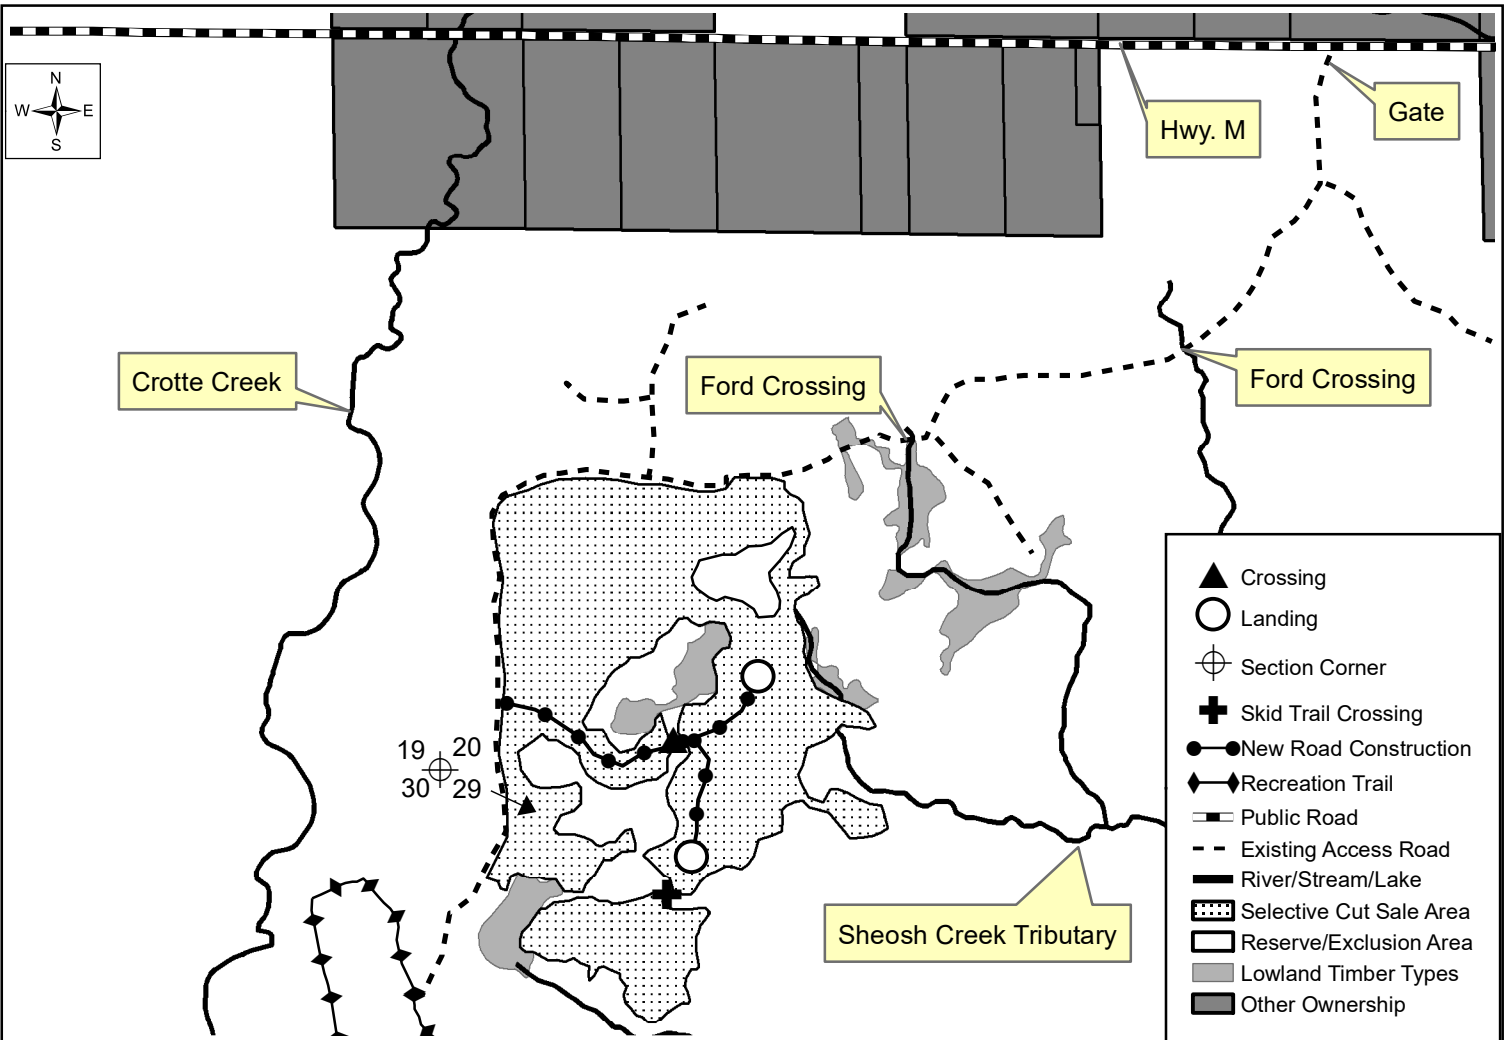 N
W E
S
Hwy. M
Gate
Crotte Creek
Ford Crossing
Ford Crossing
19 20
30 29
Sheosh Creek Tributary
Crossing
Landing
Section Corner
Skid Trail Crossing
New Road Construction
Recreation Trail
Public Road
Existing Access Road
River/Stream/Lake
Selective Cut Sale Area
Reserve/Exclusion Area
Lowland Timber Types
Other Ownership